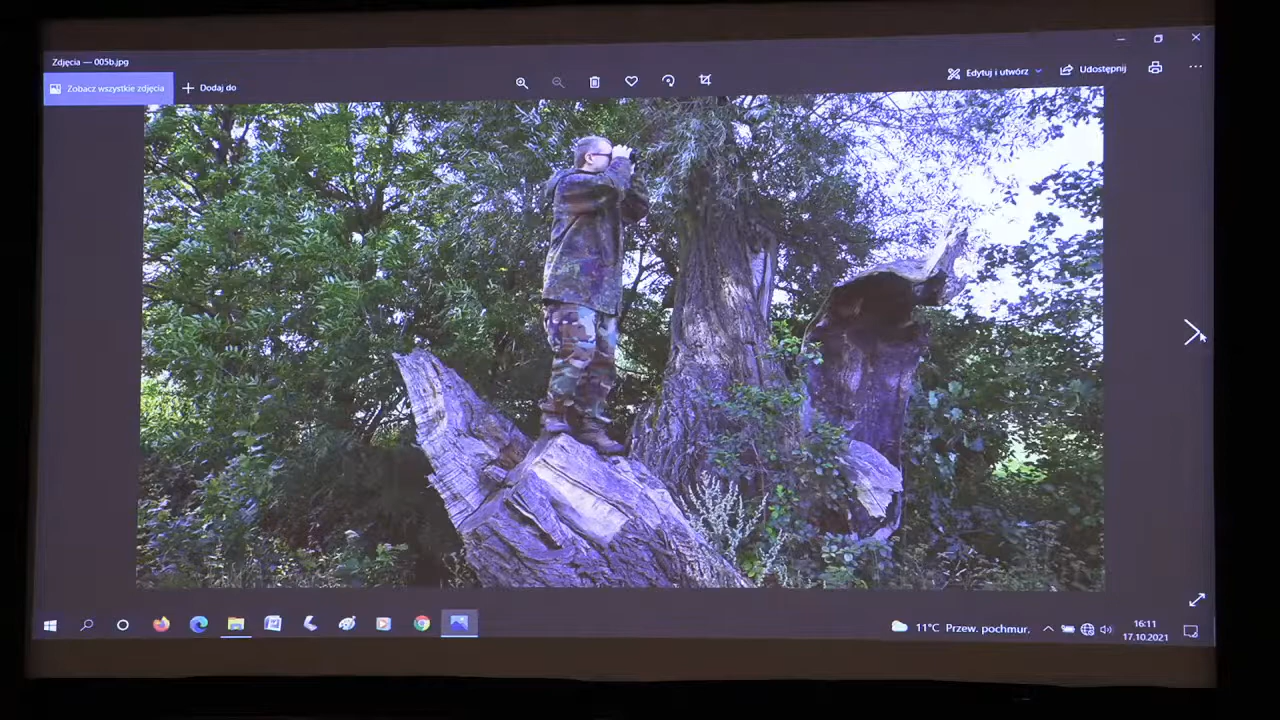 Zdjęcia — 005b.jpg
Zobacz wszystkie zdjęcia
Dodaj do
Edytuj i utwórz
Udostępnij
11°C Przew. pochmur.
16:11
17.10.2021